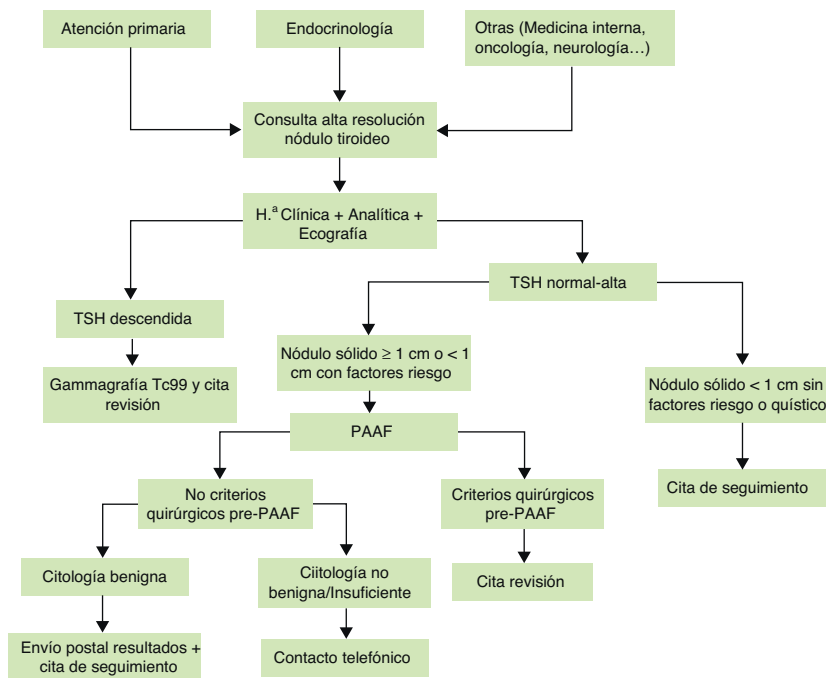 Atención primaria
Endocrinología
Otras (Medicina interna,
oncología, neurología…)
Consulta alta resolución
nódulo tiroideo
H.ª Clínica + Analítica +
Ecografía
TSH descendida
TSH normal-alta
Gammagrafía Tc99 y cita
revisión
Nódulo sólido ≥ 1 cm o < 1
cm con factores riesgo
Nódulo sólido < 1 cm sin
factores riesgo o quístico
PAAF
Cita de seguimiento
No criterios
quirúrgicos pre-PAAF
Criterios quirúrgicos
pre-PAAF
Citología benigna
Ciitología no
benigna/Insuficiente
Cita revisión
Envío postal resultados +
cita de seguimiento
Contacto telefónico